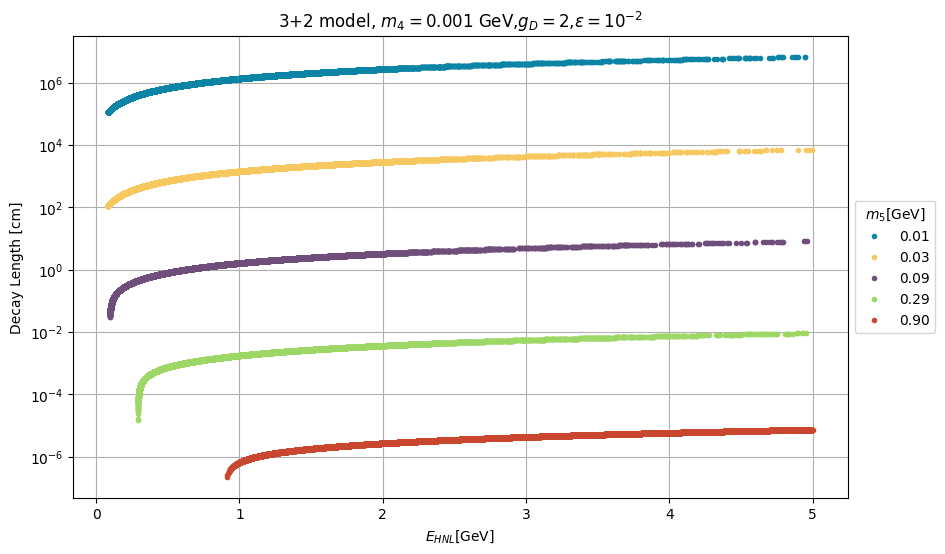 3+2 model, $m_4 = 0.001$ GeV,$g_D = 2$,$\epsilon = 10^{-2}$
Decay Length [cm]
$10^6$
$10^4$
$10^2$
$10^0$
$10^{-2}$
$10^{-4}$
$10^{-6}$
0 1 2 3 4 5
$E_{HNL}$[GeV]
$m_5$[GeV]
0.01
0.03
0.09
0.29
0.90